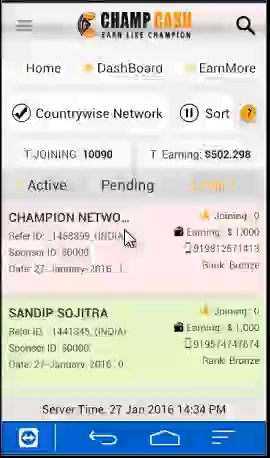 CHAMP CASH
EARN LIKE CHAMPION
Home DashBoard EarnMore
Countrywise Network Sort ?
T.JOINING: 10090 T. Earning: $502.298
Active Pending Level 1
CHAMPION NETWO... Joining: 0
Refer ID: (INDIA) Earning: $ 1,000
Sponsor ID: 60000 919812671413
Date: 27-January-2016 Rank: Bronze
SANDIP SOJITRA Joining: 0
Refer ID: 1441345 (INDIA) Earning: $ 1,000
Sponsor ID: 60000 919574747674
Date: 27-January-2016 Rank: Bronze
Server Time. 27 Jan 2016 14:34 PM